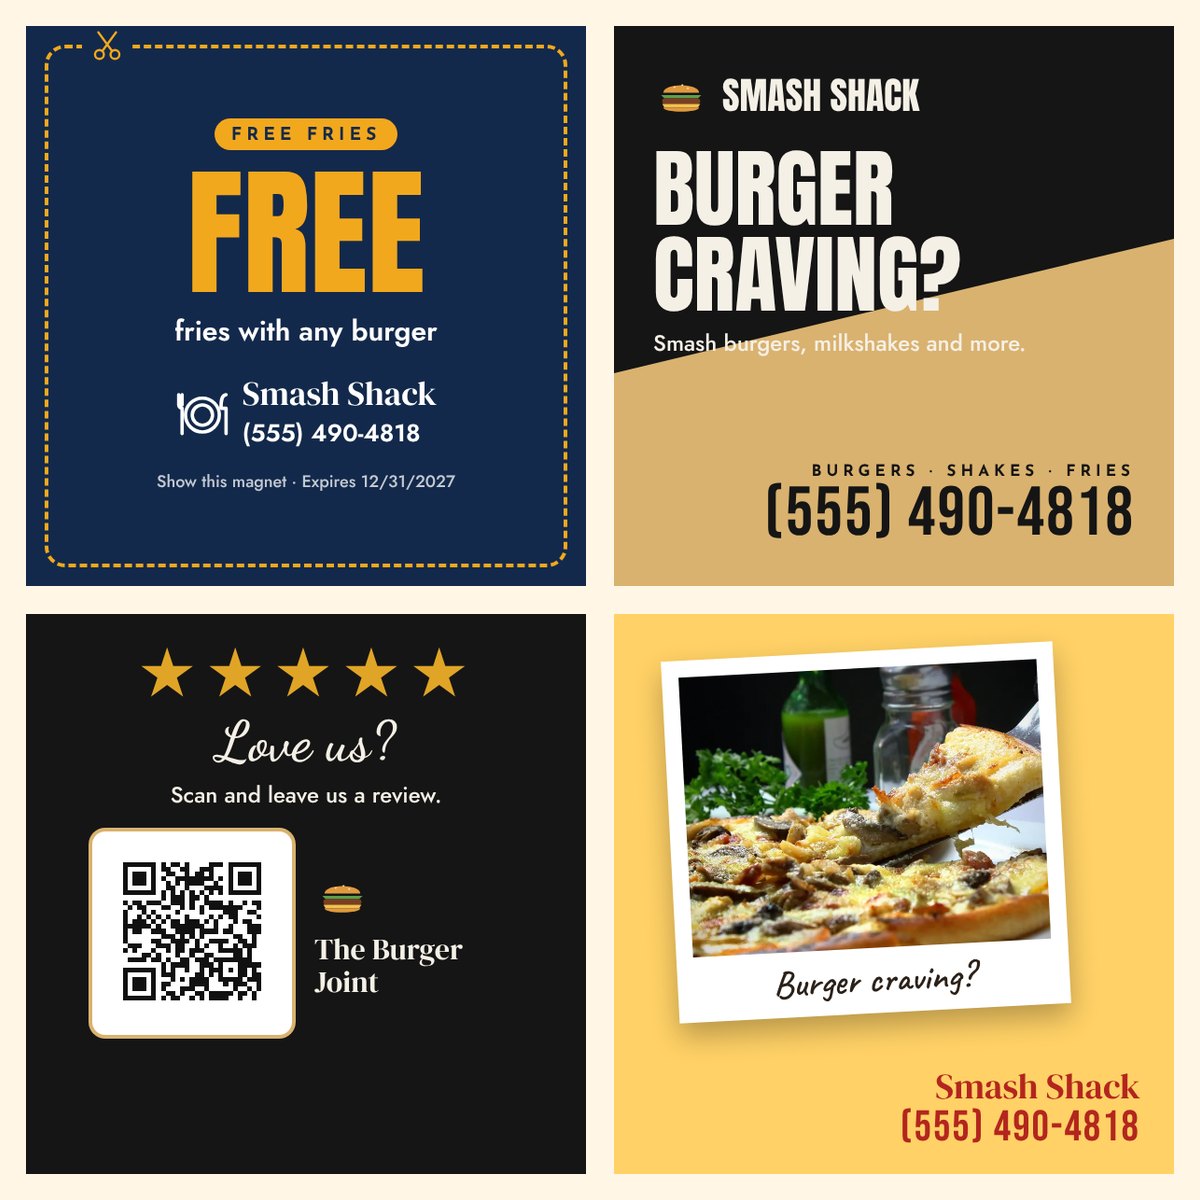 FREE FRIES
FREE
fries with any burger
Smash Shack
(555) 490-4818
Show this magnet · Expires 12/31/2027
SMASH SHACK
BURGER
CRAVING?
Smash burgers, milkshakes and more.
BURGERS · SHAKES · FRIES
(555) 490-4818
Love us?
Scan and leave us a review.
The Burger
Joint
Burger craving?
Smash Shack
(555) 490-4818